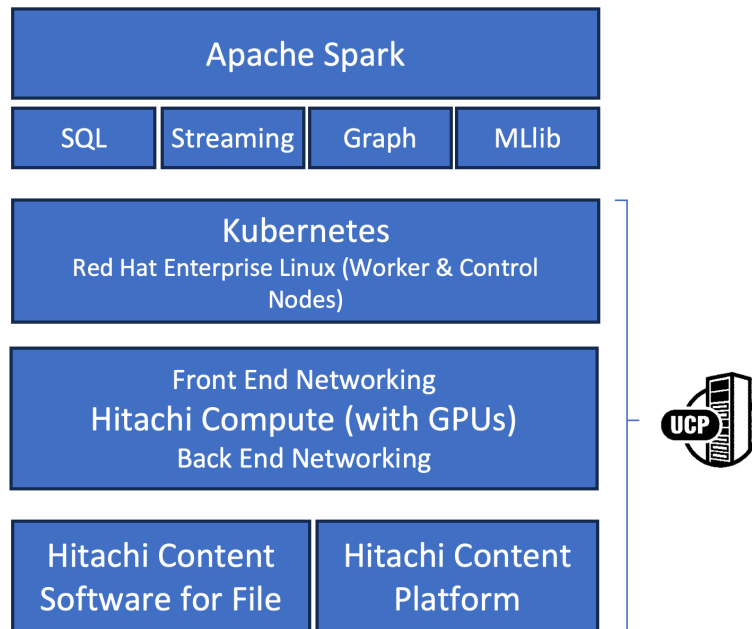 Apache Spark
SQL
Streaming
Graph
MLlib
Kubernetes
Red Hat Enterprise Linux (Worker & Control
Nodes)
Front End Networking
Hitachi Compute (with GPUs)
Back End Networking
UCP
Hitachi Content
Software for File
Hitachi Content
Platform